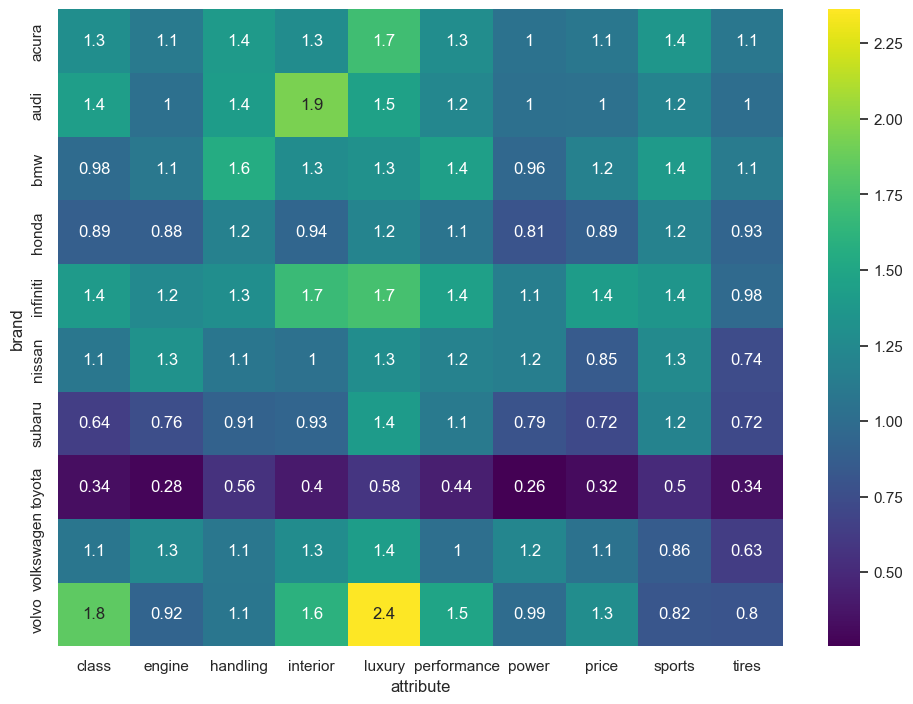 acura 1.3 1.1 1.4 1.3 1.7 1.3 1 1.1 1.4 1.1
audi 1.4 1 1.4 1.9 1.5 1.2 1 1 1.2 1
bmw 0.98 1.1 1.6 1.3 1.3 1.4 0.96 1.2 1.4 1.1
honda 0.89 0.88 1.2 0.94 1.2 1.1 0.81 0.89 1.2 0.93
infiniti 1.4 1.2 1.3 1.7 1.7 1.4 1.1 1.4 1.4 0.98
brand
nissan 1.1 1.3 1.1 1 1.3 1.2 1.2 0.85 1.3 0.74
subaru 0.64 0.76 0.91 0.93 1.4 1.1 0.79 0.72 1.2 0.72
toyota 0.34 0.28 0.56 0.4 0.58 0.44 0.26 0.32 0.5 0.34
volkswagen 1.1 1.3 1.1 1.3 1.4 1 1.2 1.1 0.86 0.63
volvo 1.8 0.92 1.1 1.6 2.4 1.5 0.99 1.3 0.82 0.8
class engine handling interior luxury performance power price sports tires
attribute
2.25
2.00
1.75
1.50
1.25
1.00
0.75
0.50